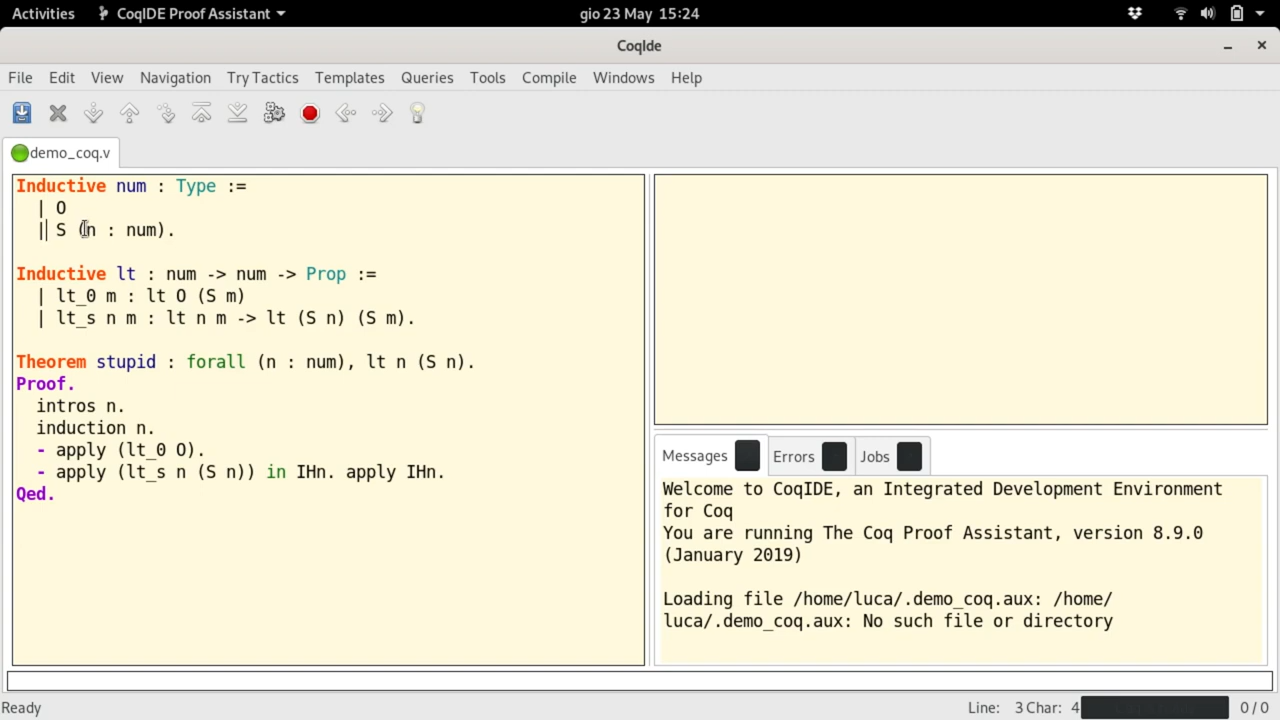 Activities CoqIDE Proof Assistant gio 23 May 15:24
CoqIde
File Edit View Navigation Try Tactics Templates Queries Tools Compile Windows Help
demo_coq.v
Inductive num : Type :=
| O
| S (n : num).
Inductive lt : num -> num -> Prop :=
| lt_0 m : lt O (S m)
| lt_s n m : lt n m -> lt (S n) (S m).
Theorem stupid : forall (n : num), lt n (S n).
Proof.
intros n.
induction n.
- apply (lt_0 O).
- apply (lt_s n (S n)) in IHn. apply IHn.
Qed.
Messages Errors Jobs
Welcome to CoqIDE, an Integrated Development Environment
for Coq
You are running The Coq Proof Assistant, version 8.9.0
(January 2019)
Loading file /home/luca/.demo_coq.aux: /home/
luca/.demo_coq.aux: No such file or directory
Ready Line: 3 Char: 4 0 / 0